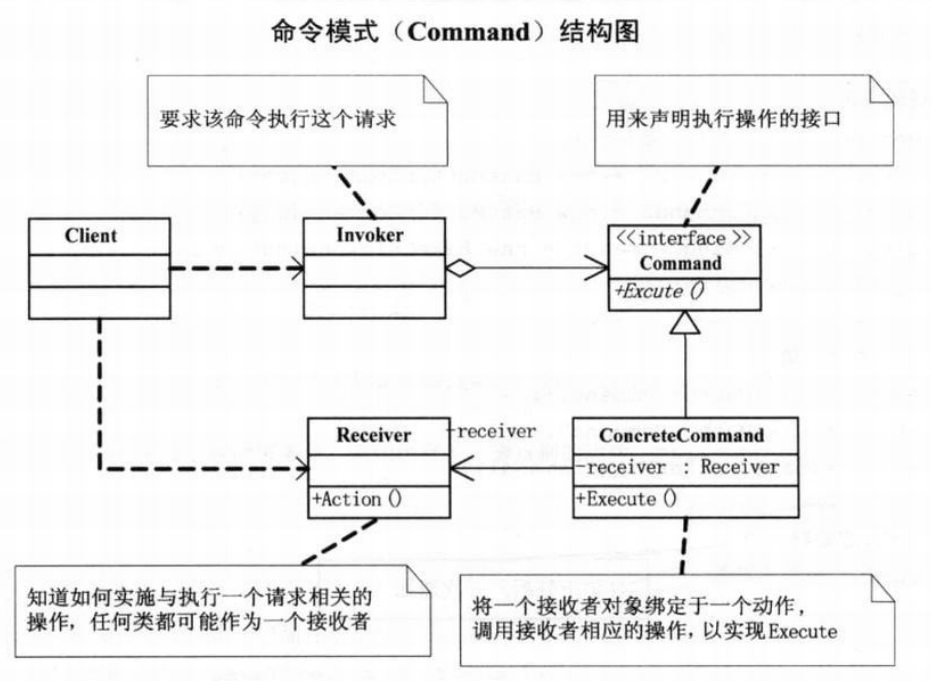 命令模式（Command）结构图
要求该命令执行这个请求
用来声明执行操作的接口
Client
Invoker
<<interface >>
Command
+Excute ()
Receiver
+Action ()
-receiver
ConcreteCommand
-receiver : Receiver
+Execute ()
知道如何实施与执行一个请求相关的
操作，任何类都可能作为一个接收者
将一个接收者对象绑定于一个动作，
调用接收者相应的操作，以实现Execute